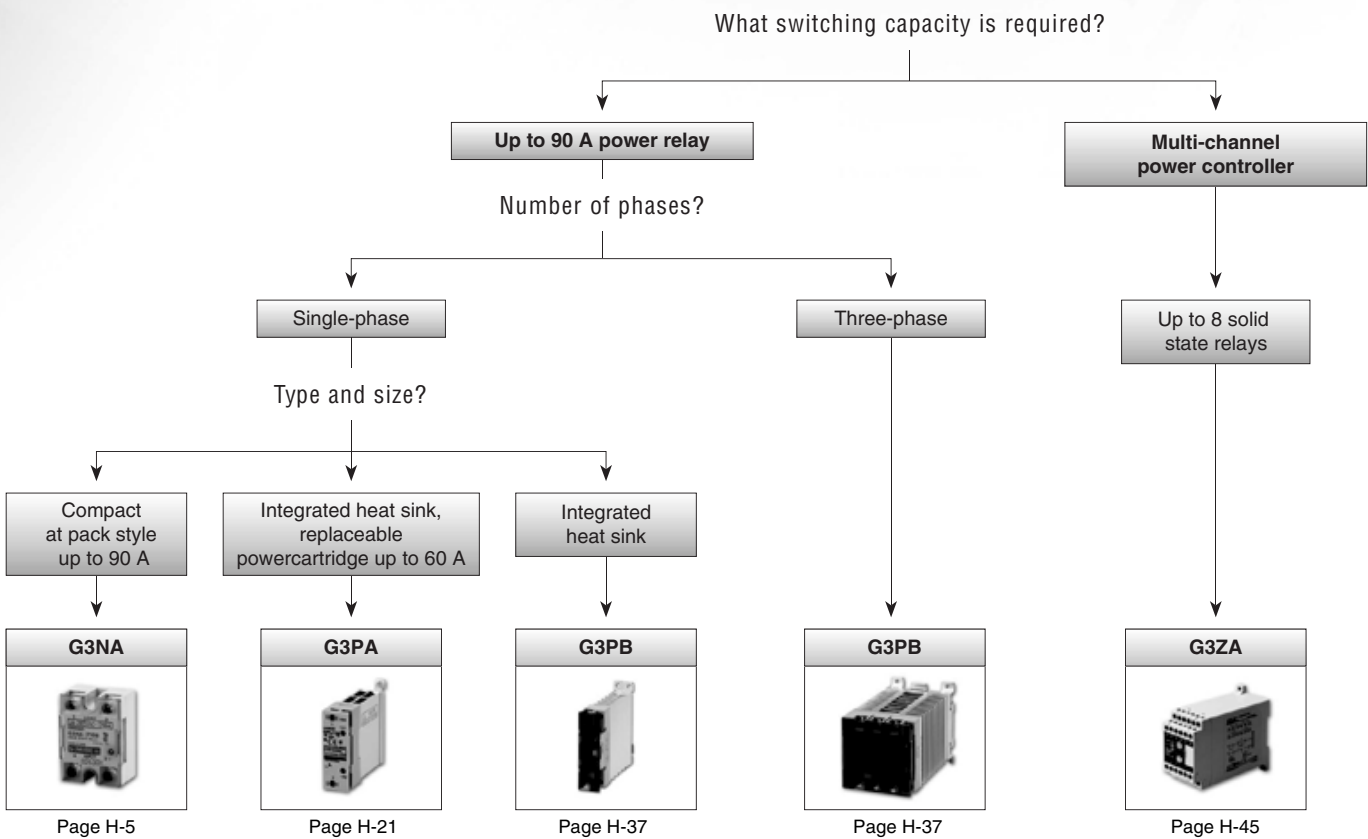 What switching capacity is required?
Up to 90 A power relay
Multi-channel
power controller
Number of phases?
Single-phase
Three-phase
Up to 8 solid
state relays
Type and size?
Compact
at pack style
up to 90 A
Integrated heat sink,
replaceable
powercartridge up to 60 A
Integrated
heat sink
G3NA
G3PA
G3PB
G3PB
G3ZA
Page H-5
Page H-21
Page H-37
Page H-37
Page H-45